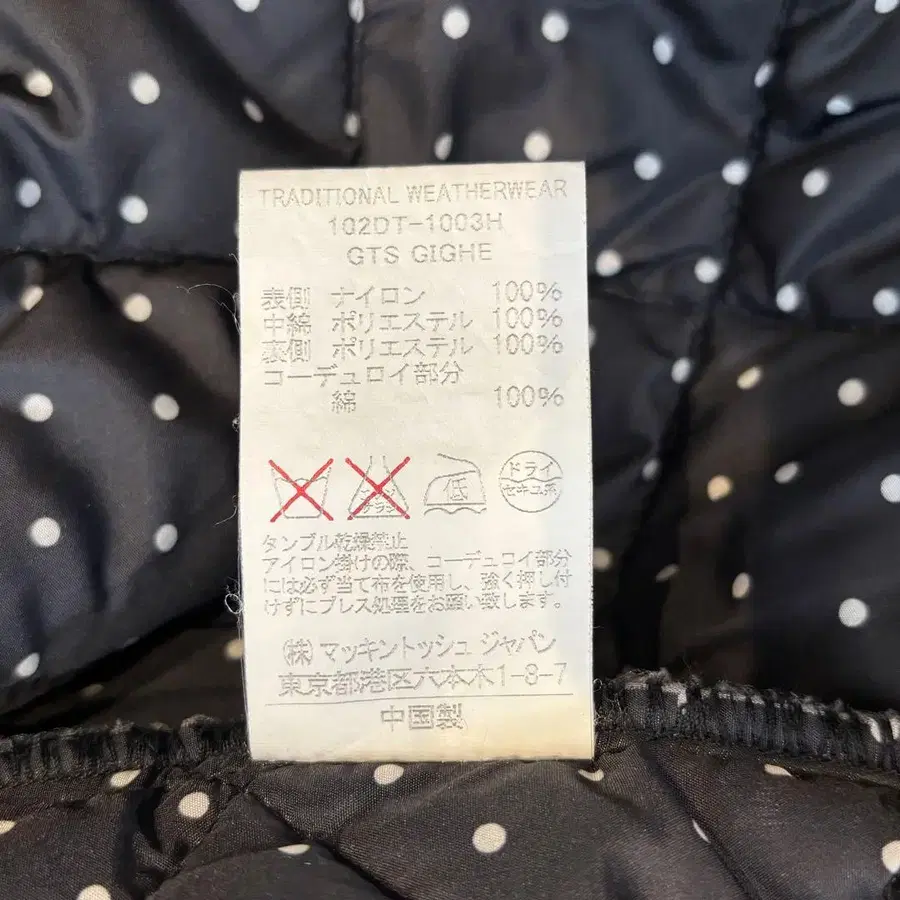 TRADITIONAL WEATHERWEAR
102DT-1003H
GTS GIGHE
表側 ナイロン 100%
中綿 ポリエステル 100%
裏側 ポリエステル 100%
コーデュロイ部分
綿 100%
エンソ サラシ
低
ドライ
セキユ系
タンブル乾燥禁止
アイロン掛けの際、コーデュロイ部分
には必ず当て布を使用し、強く押し付
けずにプレス処理をお願い致します。
(株) マッキントッシュ ジャパン
東京都港区六本木1-8-7
中国製